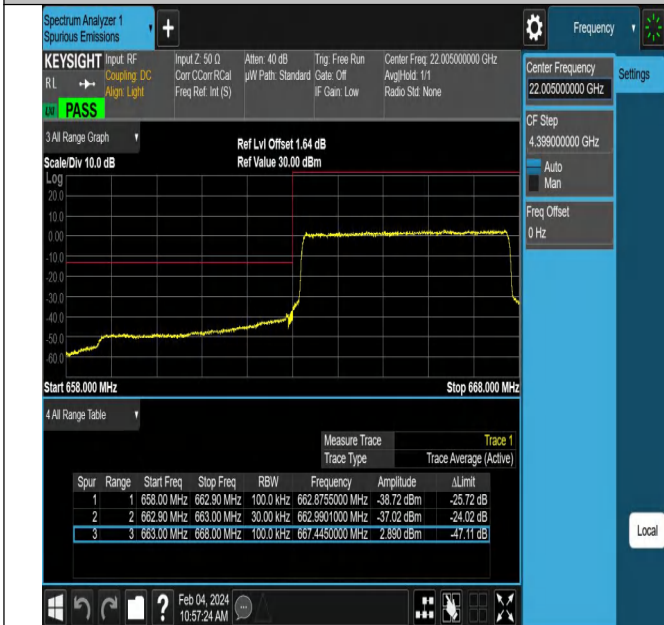 Spectrum Analyzer 1
Spurious Emissions
Frequency
KEYSIGHT
RL
PASS
Input: RF
Coupling: DC
Align: Light
Input Z: 50 Ω
Corr CCorr RCal
Freq Ref: Int (S)
Atten: 40 dB
µW Path: Standard
Trig: Free Run
Gate: Off
IF Gain: Low
Center Freq: 22.005000000 GHz
Avg|Hold: 1/1
Radio Std: None
Center Frequency
22.005000000 GHz
Settings
CF Step
4.399000000 GHz
Auto
Man
Freq Offset
0 Hz
3 All Range Graph
Ref Lvl Offset 1.64 dB
Scale/Div 10.0 dB
Ref Value 30.00 dBm
Log
20.0
10.0
0.00
-10.0
-20.0
-30.0
-40.0
-50.0
-60.0
Start 658.000 MHz
Stop 668.000 MHz
4 All Range Table
Measure Trace Trace 1
Trace Type Trace Average (Active)
Spur Range Start Freq Stop Freq RBW Frequency Amplitude ΔLimit
1 1 658.00 MHz 662.90 MHz 100.0 kHz 662.8755000 MHz -38.72 dBm -25.72 dB
2 2 662.90 MHz 663.00 MHz 30.00 kHz 662.9901000 MHz -37.02 dBm -24.02 dB
3 3 663.00 MHz 668.00 MHz 100.0 kHz 667.4450000 MHz 2.890 dBm -47.11 dB
Local
Feb 04, 2024
10:57:24 AM